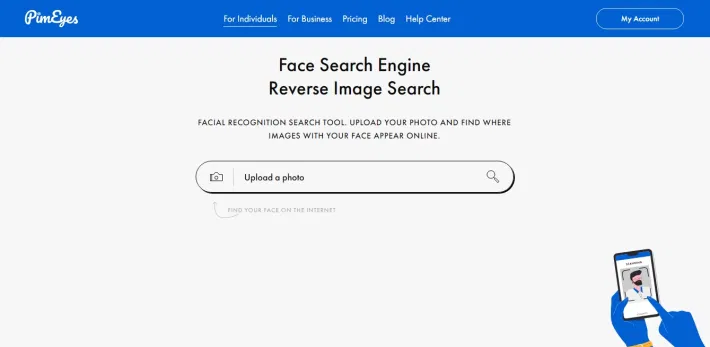 PimEyes
For Individuals For Business Pricing Blog Help Center
My Account
Face Search Engine
Reverse Image Search
FACIAL RECOGNITION SEARCH TOOL. UPLOAD YOUR PHOTO AND FIND WHERE
IMAGES WITH YOUR FACE APPEAR ONLINE.
Upload a photo
FIND YOUR FACE ON THE INTERNET